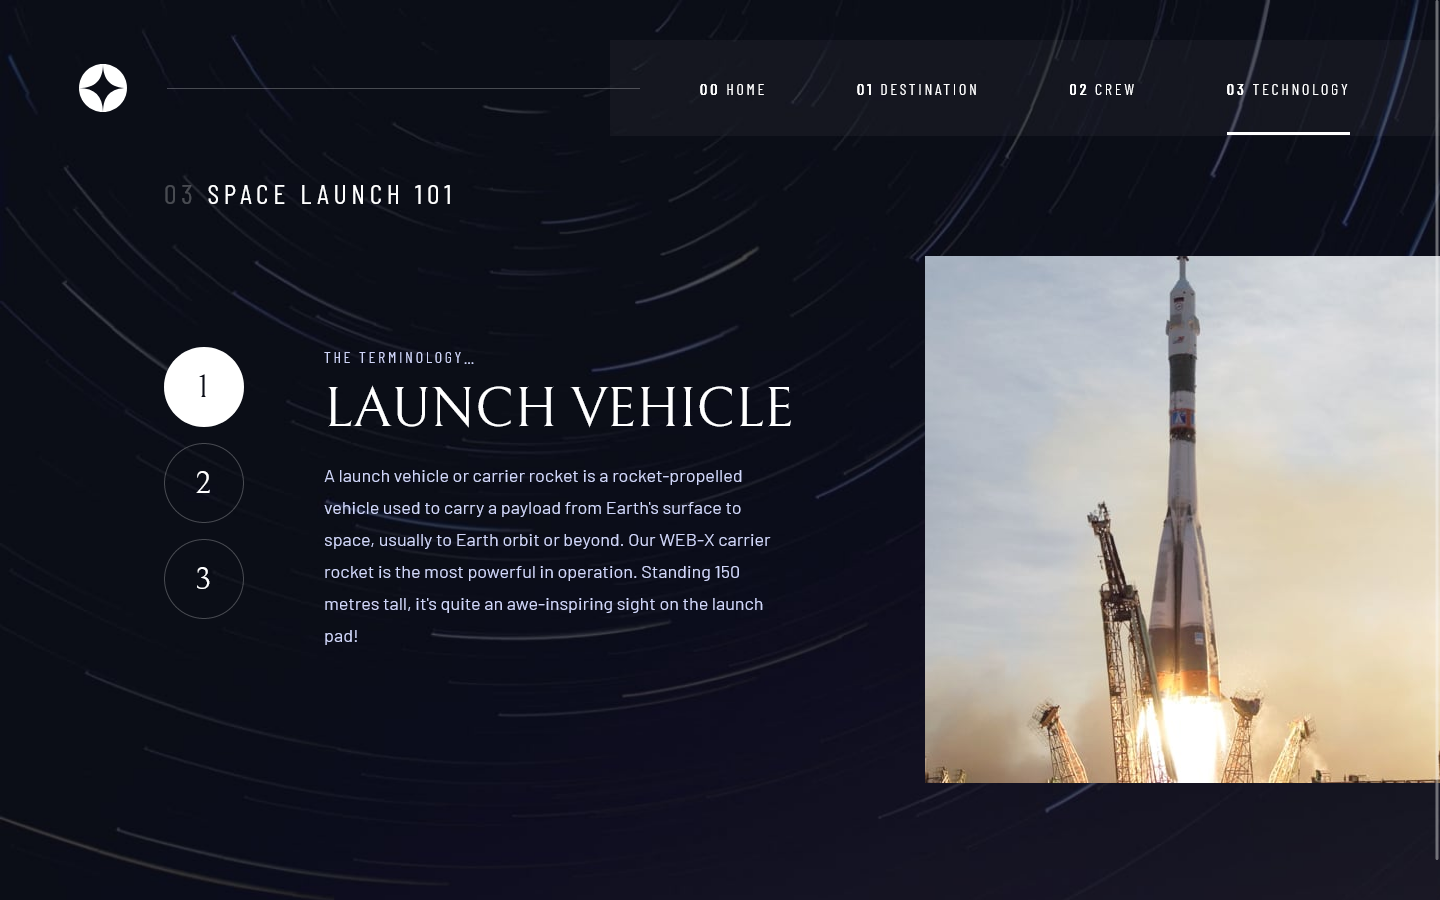 00 HOME
01 DESTINATION
02 CREW
03 TECHNOLOGY
03 SPACE LAUNCH 101
1
2
3
THE TERMINOLOGY...
LAUNCH VEHICLE
A launch vehicle or carrier rocket is a rocket-propelled
vehicle used to carry a payload from Earth's surface to
space, usually to Earth orbit or beyond. Our WEB-X carrier
rocket is the most powerful in operation. Standing 150
metres tall, it's quite an awe-inspiring sight on the launch
pad!